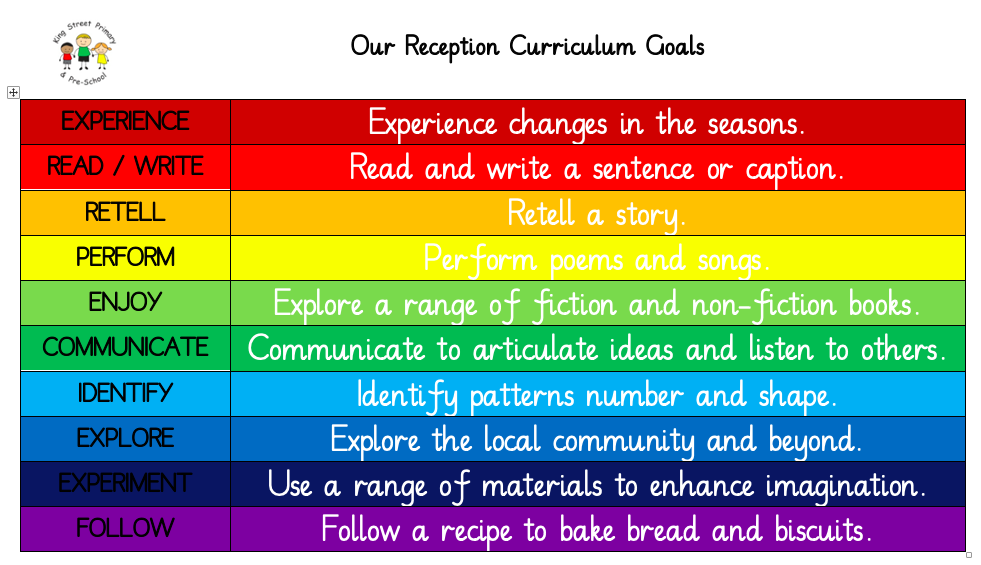 King Street Primary
& Pre-School
Our Reception Curriculum Goals
EXPERIENCE Experience changes in the seasons.
READ / WRITE Read and write a sentence or caption.
RETELL Retell a story.
PERFORM Perform poems and songs.
ENJOY Explore a range of fiction and non-fiction books.
COMMUNICATE Communicate to articulate ideas and listen to others.
IDENTIFY Identify patterns number and shape.
EXPLORE Explore the local community and beyond.
EXPERIMENT Use a range of materials to enhance imagination.
FOLLOW Follow a recipe to bake bread and biscuits.